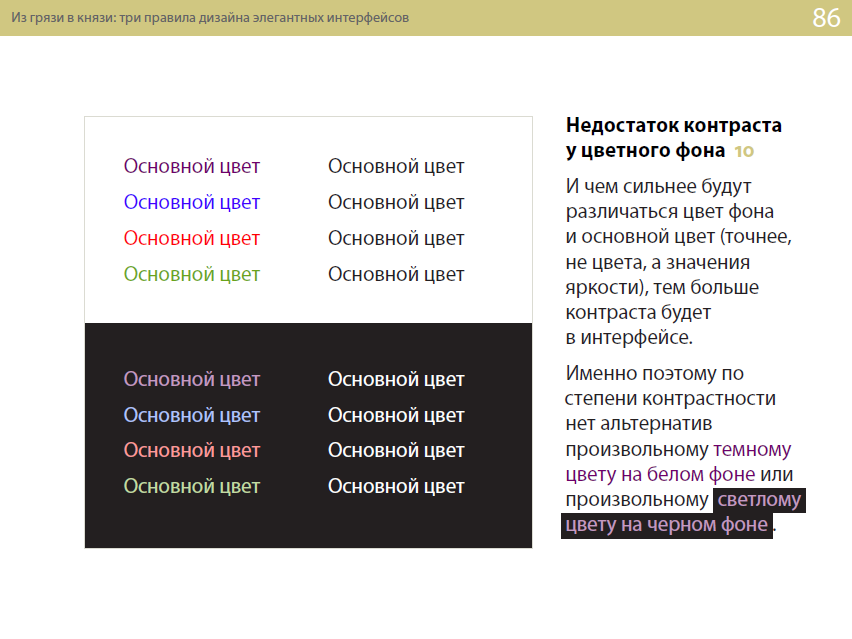 Из грязи в князи: три правила дизайна элегантных интерфейсов
86
Основной цвет Основной цвет
Основной цвет Основной цвет
Основной цвет Основной цвет
Основной цвет Основной цвет
Основной цвет Основной цвет
Основной цвет Основной цвет
Основной цвет Основной цвет
Основной цвет Основной цвет
Недостаток контраста
у цветного фона 10
И чем сильнее будут
различаться цвет фона
и основной цвет (точнее,
не цвета, а значения
яркости), тем больше
контраста будет
в интерфейсе.
Именно поэтому по
степени контрастности
нет альтернатив
произвольному темному
цвету на белом фоне или
произвольному светлому
цвету на черном фоне.